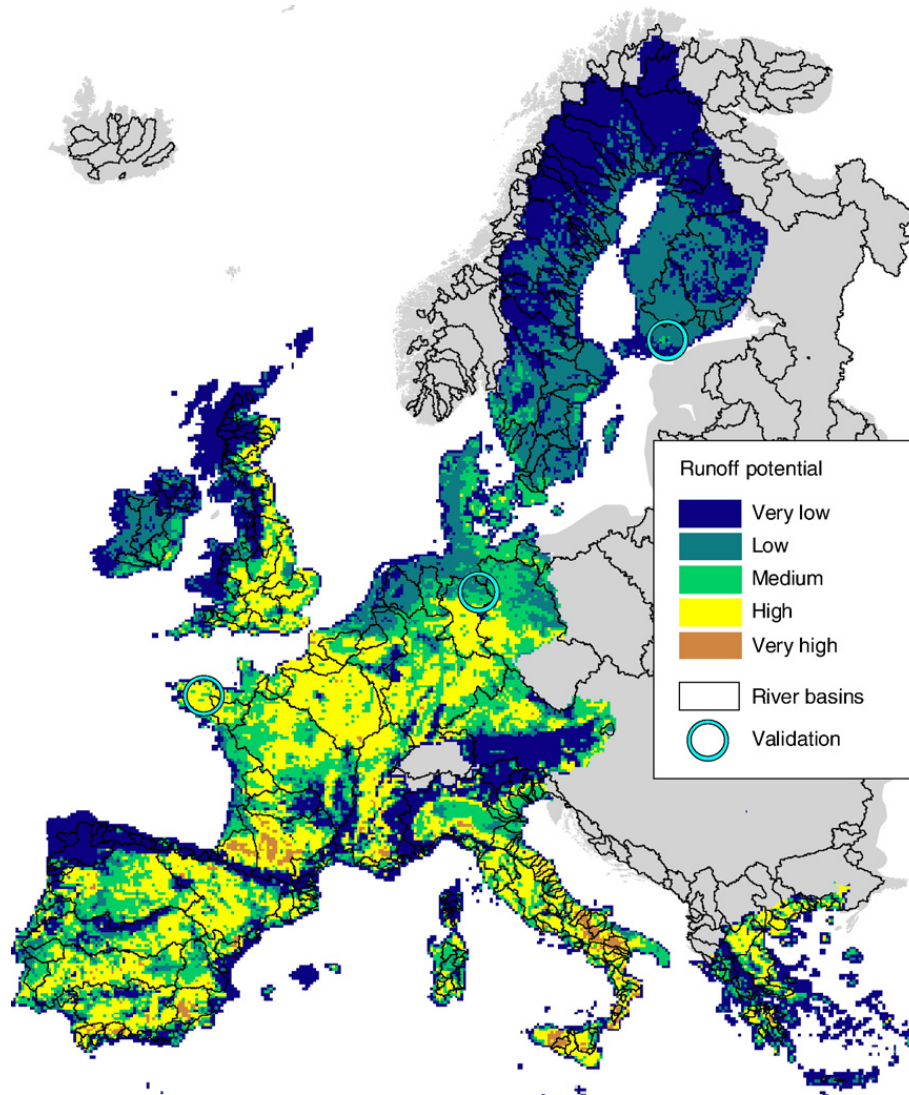 Runoff potential
Very low
Low
Medium
High
Very high
River basins
Validation